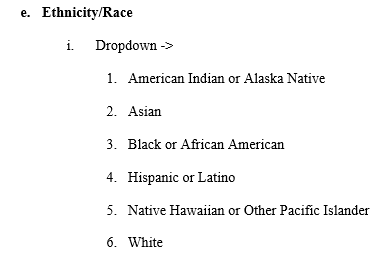 e. Ethnicity/Race
i. Dropdown ->
1. American Indian or Alaska Native
2. Asian
3. Black or African American
4. Hispanic or Latino
5. Native Hawaiian or Other Pacific Islander
6. White